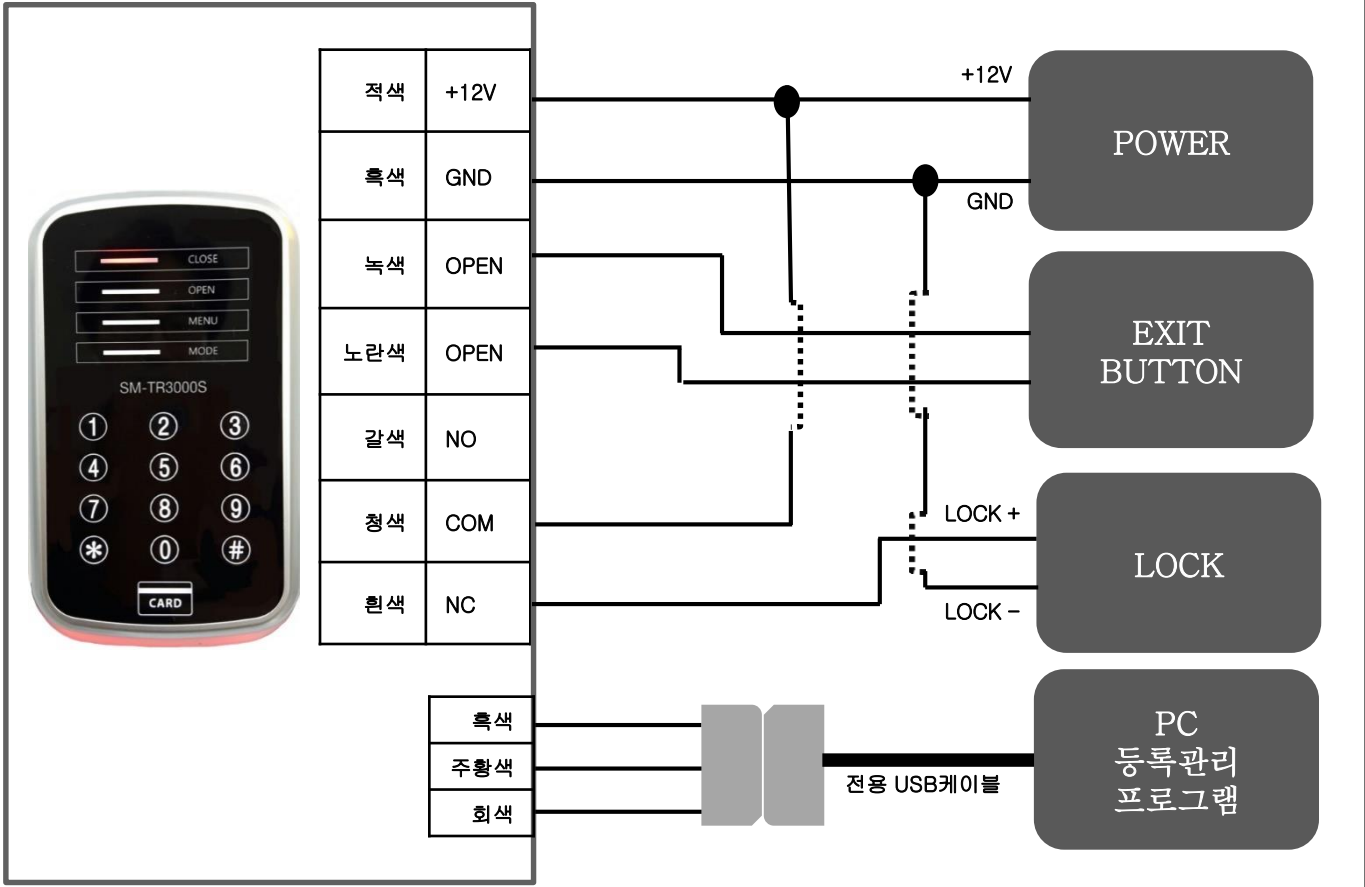 CLOSE
OPEN
MENU
MODE
SM-TR3000S
1 2 3
4 5 6
7 8 9
* 0 #
CARD
적색 +12V
흑색 GND
녹색 OPEN
노란색 OPEN
갈색 NO
청색 COM
흰색 NC
흑색
주황색
회색
+12V
GND
POWER
EXIT
BUTTON
LOCK +
LOCK -
LOCK
전용 USB케이블
PC
등록관리
프로그램